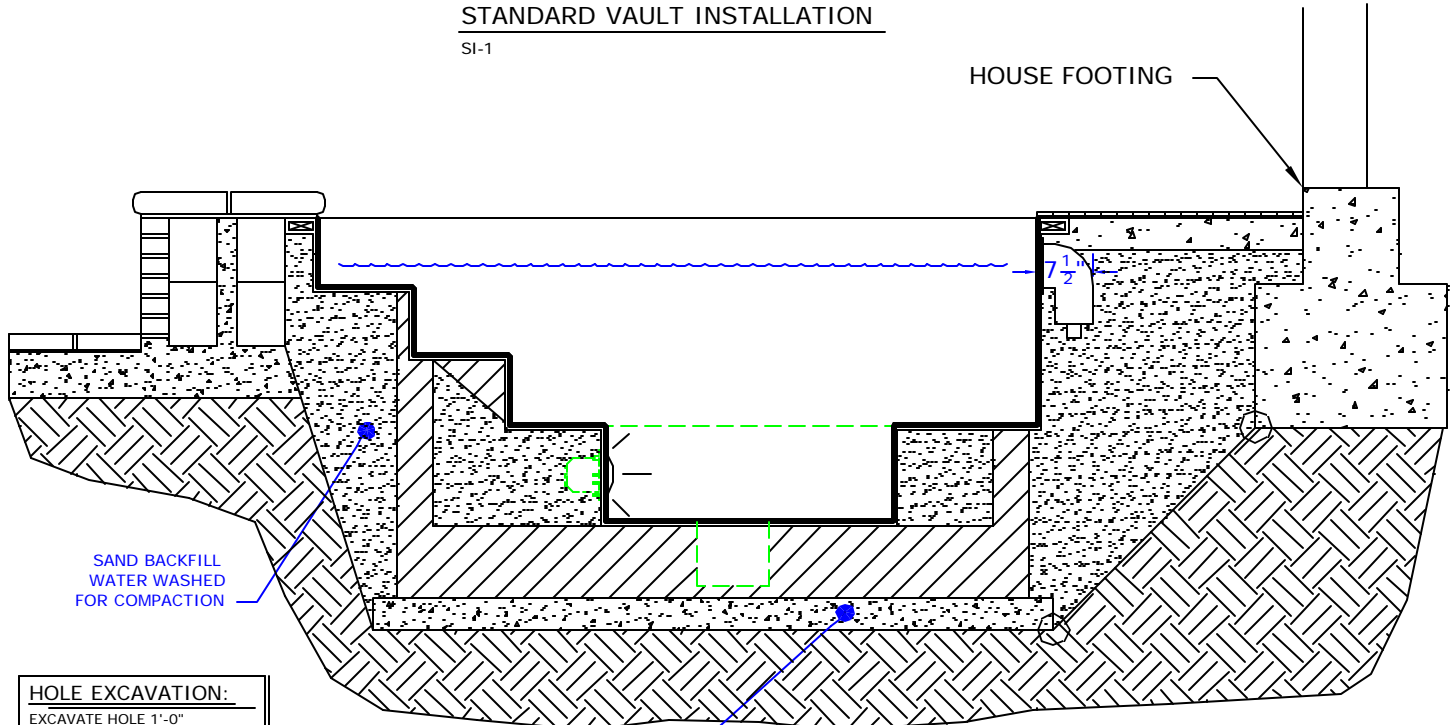 STANDARD VAULT INSTALLATION
SI-1
HOUSE FOOTING
7 1/2"
SAND BACKFILL
WATER WASHED
FOR COMPACTION
HOLE EXCAVATION:
EXCAVATE HOLE 1'-0"